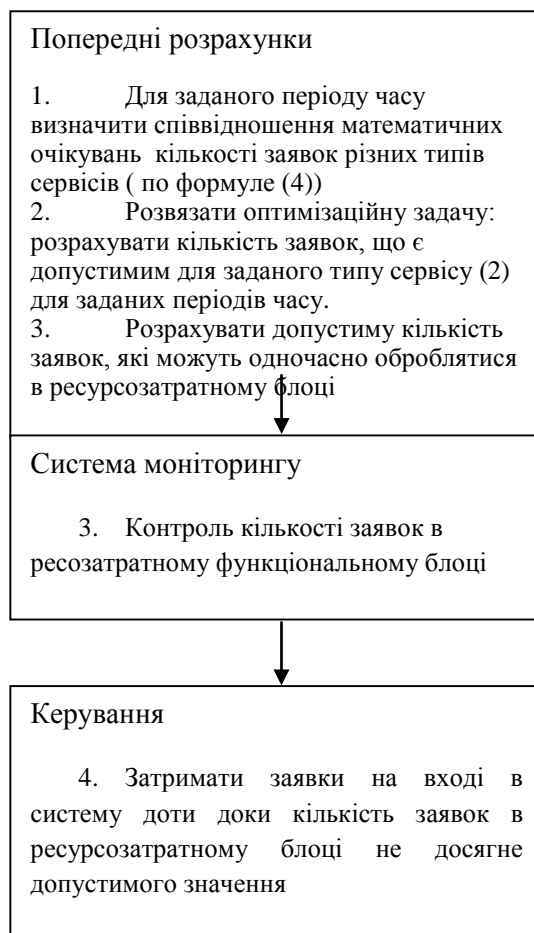 Попередні розрахунки
1. Для заданого періоду часу
визначити співвідношення математичних
очікувань кількості заявок різних типів
сервісів ( по формуле (4))
2. Розвязати оптимізаційну задачу:
розрахувати кількість заявок, що є
допустимим для заданого типу сервісу (2)
для заданих періодів часу.
3. Розрахувати допустиму кількість
заявок, які можуть одночасно оброблятися
в ресурсозатратному блоці
Система моніторингу
3. Контроль кількості заявок в
ресозатратному функціональному блоці
Керування
4. Затримати заявки на вході в
систему доти доки кількість заявок в
ресурсозатратному блоці не досягне
допустимого значення